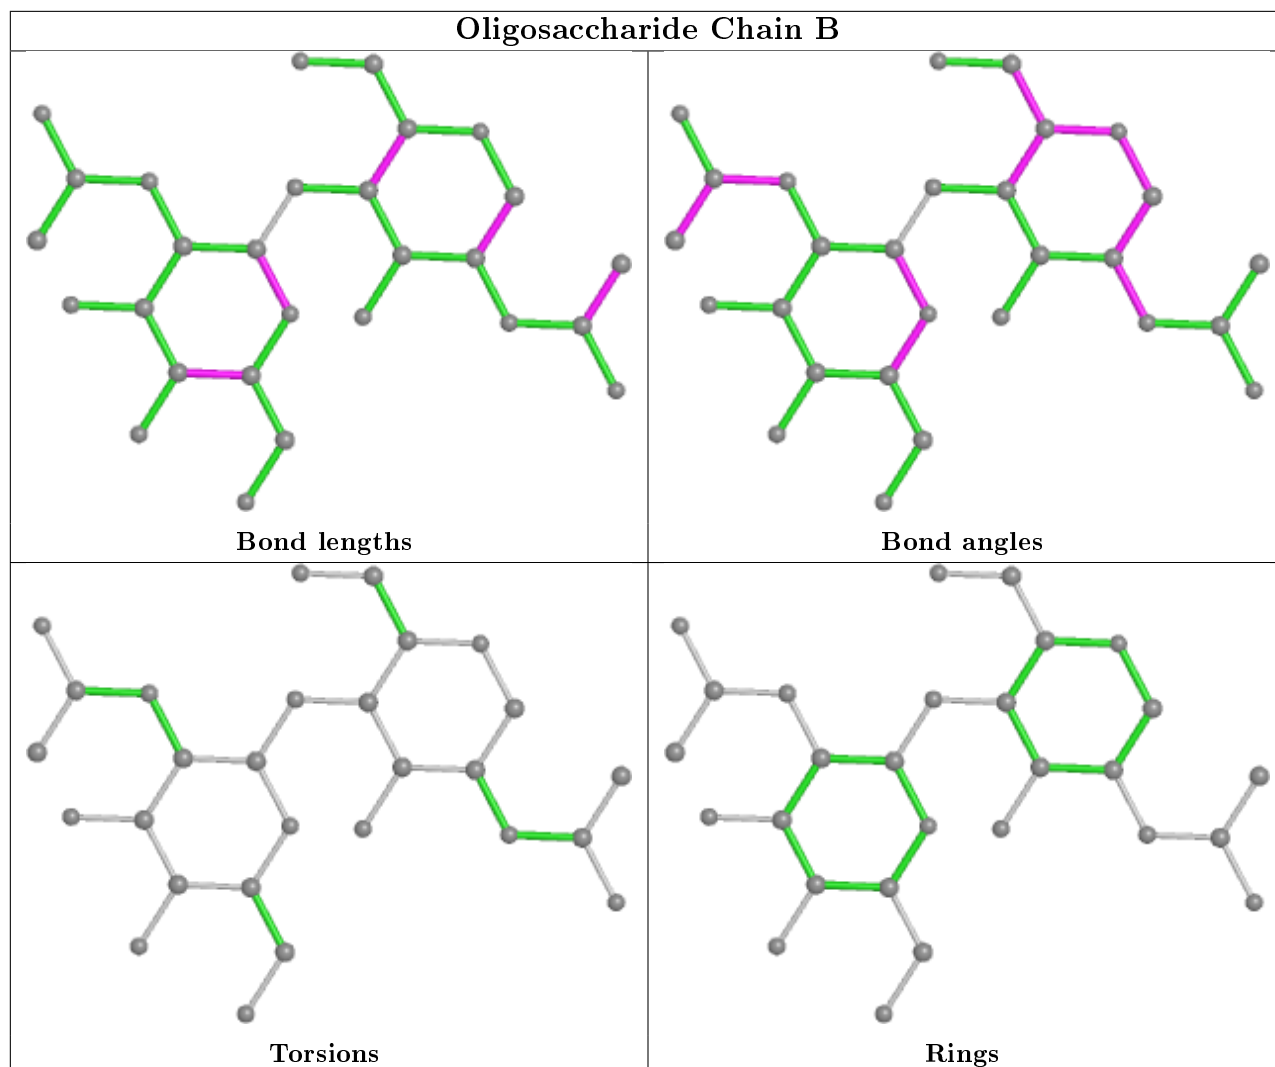 Oligosaccharide Chain B
Bond lengths
Bond angles
Torsions
Rings